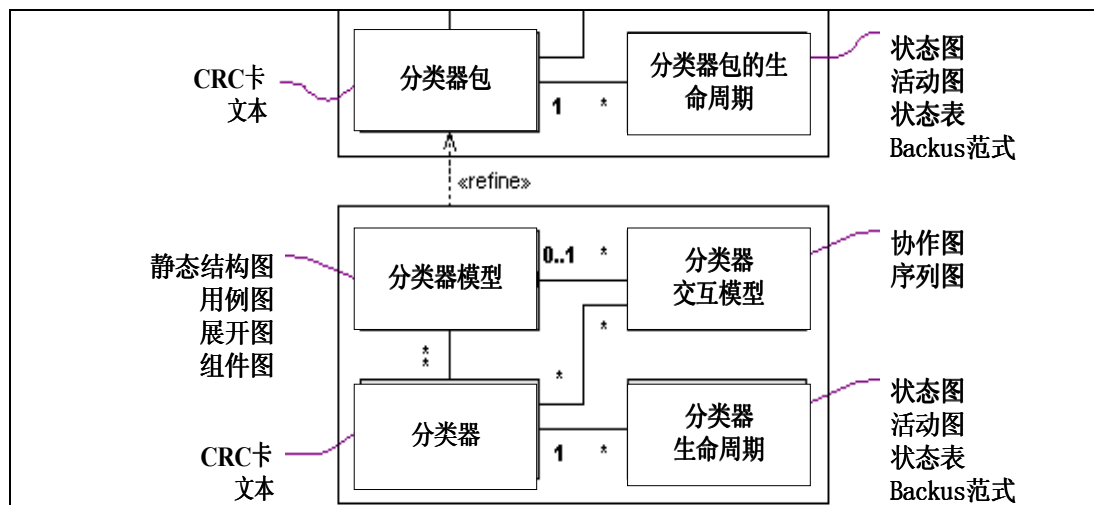 CRC卡
文本
分类器包
1 *
分类器包的生
命周期
状态图
活动图
状态表
Backus范式
«refine»
静态结构图
用例图
展开图
组件图
分类器模型
0..1 *
分类器
交互模型
协作图
序列图
*
*
*
*
CRC卡
文本
分类器
1 *
分类器
生命周期
状态图
活动图
状态表
Backus范式